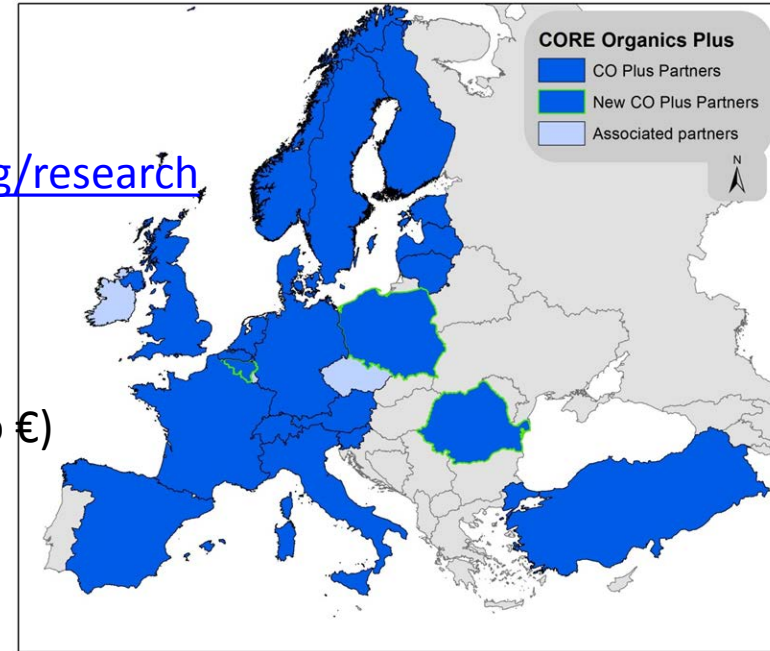 CORE Organics Plus
CO Plus Partners
New CO Plus Partners
Associated partners
N
g/research
€)